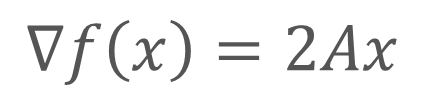 ∇f(x) = 2Ax